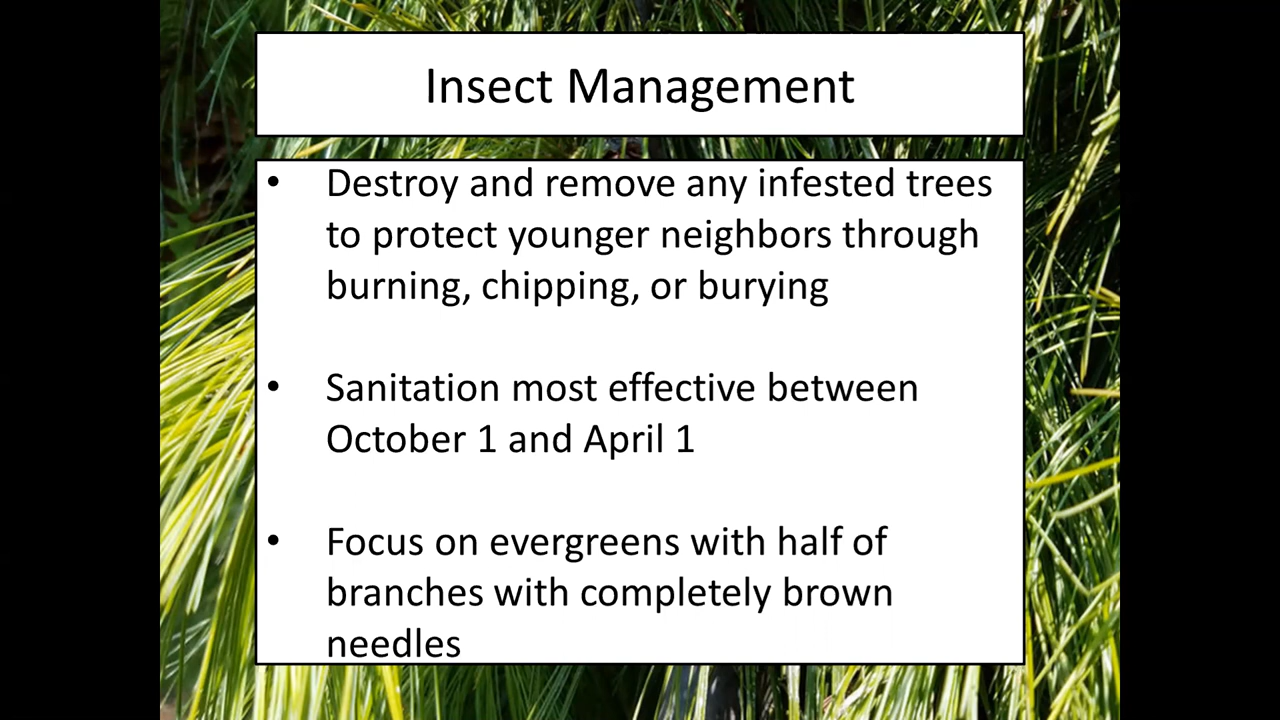 Insect Management
• Destroy and remove any infested trees
to protect younger neighbors through
burning, chipping, or burying
• Sanitation most effective between
October 1 and April 1
• Focus on evergreens with half of
branches with completely brown
needles